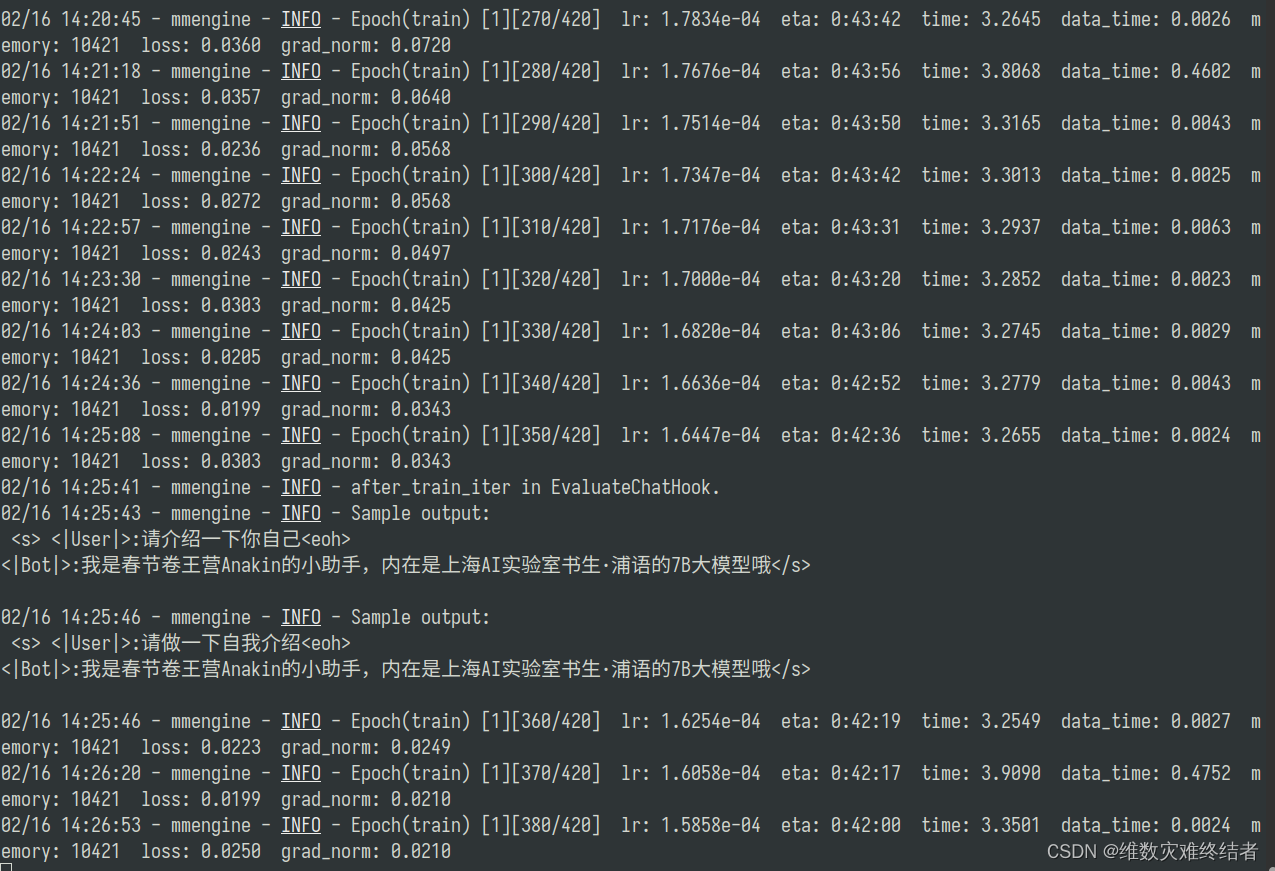 02/16 14:20:45 - mmengine - INFO - Epoch(train) [1][270/420]  lr: 1.7834e-04  eta: 0:43:42  time: 3.2645  data_time: 0.0026  m
emory: 10421  loss: 0.0360  grad_norm: 0.0720
02/16 14:21:18 - mmengine - INFO - Epoch(train) [1][280/420]  lr: 1.7676e-04  eta: 0:43:56  time: 3.8068  data_time: 0.4602  m
emory: 10421  loss: 0.0357  grad_norm: 0.0640
02/16 14:21:51 - mmengine - INFO - Epoch(train) [1][290/420]  lr: 1.7514e-04  eta: 0:43:50  time: 3.3165  data_time: 0.0043  m
emory: 10421  loss: 0.0236  grad_norm: 0.0568
02/16 14:22:24 - mmengine - INFO - Epoch(train) [1][300/420]  lr: 1.7347e-04  eta: 0:43:42  time: 3.3013  data_time: 0.0025  m
emory: 10421  loss: 0.0272  grad_norm: 0.0568
02/16 14:22:57 - mmengine - INFO - Epoch(train) [1][310/420]  lr: 1.7176e-04  eta: 0:43:31  time: 3.2937  data_time: 0.0063  m
emory: 10421  loss: 0.0243  grad_norm: 0.0497
02/16 14:23:30 - mmengine - INFO - Epoch(train) [1][320/420]  lr: 1.7000e-04  eta: 0:43:20  time: 3.2852  data_time: 0.0023  m
emory: 10421  loss: 0.0303  grad_norm: 0.0425
02/16 14:24:03 - mmengine - INFO - Epoch(train) [1][330/420]  lr: 1.6820e-04  eta: 0:43:06  time: 3.2745  data_time: 0.0029  m
emory: 10421  loss: 0.0205  grad_norm: 0.0425
02/16 14:24:36 - mmengine - INFO - Epoch(train) [1][340/420]  lr: 1.6636e-04  eta: 0:42:52  time: 3.2779  data_time: 0.0043  m
emory: 10421  loss: 0.0199  grad_norm: 0.0343
02/16 14:25:08 - mmengine - INFO - Epoch(train) [1][350/420]  lr: 1.6447e-04  eta: 0:42:36  time: 3.2655  data_time: 0.0024  m
emory: 10421  loss: 0.0303  grad_norm: 0.0343
02/16 14:25:41 - mmengine - INFO - after_train_iter in EvaluateChatHook.
02/16 14:25:43 - mmengine - INFO - Sample output:
 <s> <|User|>:请介绍一下你自己<eoh>
<|Bot|>:我是春节卷王营Anakin的小助手，内在是上海AI实验室书生·浦语的7B大模型哦</s>
02/16 14:25:46 - mmengine - INFO - Sample output:
 <s> <|User|>:请做一下自我介绍<eoh>
<|Bot|>:我是春节卷王营Anakin的小助手，内在是上海AI实验室书生·浦语的7B大模型哦</s>
02/16 14:25:46 - mmengine - INFO - Epoch(train) [1][360/420]  lr: 1.6254e-04  eta: 0:42:19  time: 3.2549  data_time: 0.0027  m
emory: 10421  loss: 0.0223  grad_norm: 0.0249
02/16 14:26:20 - mmengine - INFO - Epoch(train) [1][370/420]  lr: 1.6058e-04  eta: 0:42:17  time: 3.9090  data_time: 0.4752  m
emory: 10421  loss: 0.0199  grad_norm: 0.0210
02/16 14:26:53 - mmengine - INFO - Epoch(train) [1][380/420]  lr: 1.5858e-04  eta: 0:42:00  time: 3.3501  data_time: 0.0024  m
emory: 10421  loss: 0.0250  grad_norm: 0.0210
CSDN @维数灾难终结者